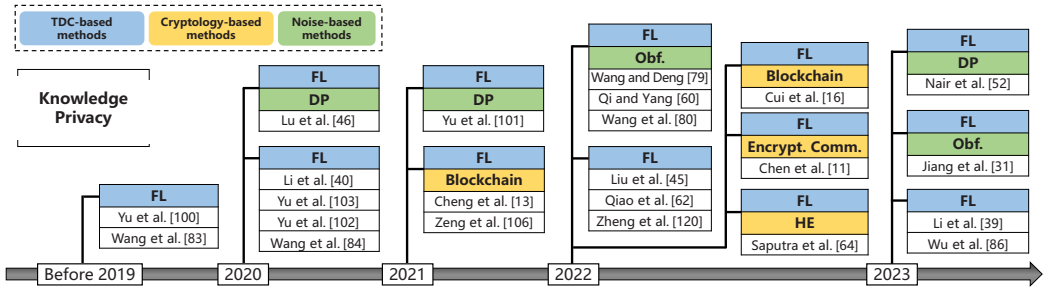 TDC-based
methods
Cryptology-based
methods
Noise-based
methods
Knowledge
Privacy
FL
Yu et al. [100]
Wang et al. [83]
FL
DP
Lu et al. [46]
FL
Li et al. [40]
Yu et al. [103]
Yu et al. [102]
Wang et al. [84]
FL
DP
Yu et al. [101]
FL
Blockchain
Cheng et al. [13]
Zeng et al. [106]
FL
Obf.
Wang and Deng [79]
Qi and Yang [60]
Wang et al. [80]
FL
Liu et al. [45]
Qiao et al. [62]
Zheng et al. [120]
FL
Blockchain
Cui et al. [16]
FL
Encrypt. Comm.
Chen et al. [11]
FL
HE
Saputra et al. [64]
FL
DP
Nair et al. [52]
FL
Obf.
Jiang et al. [31]
FL
Li et al. [39]
Wu et al. [86]
Before 2019
2020
2021
2022
2023